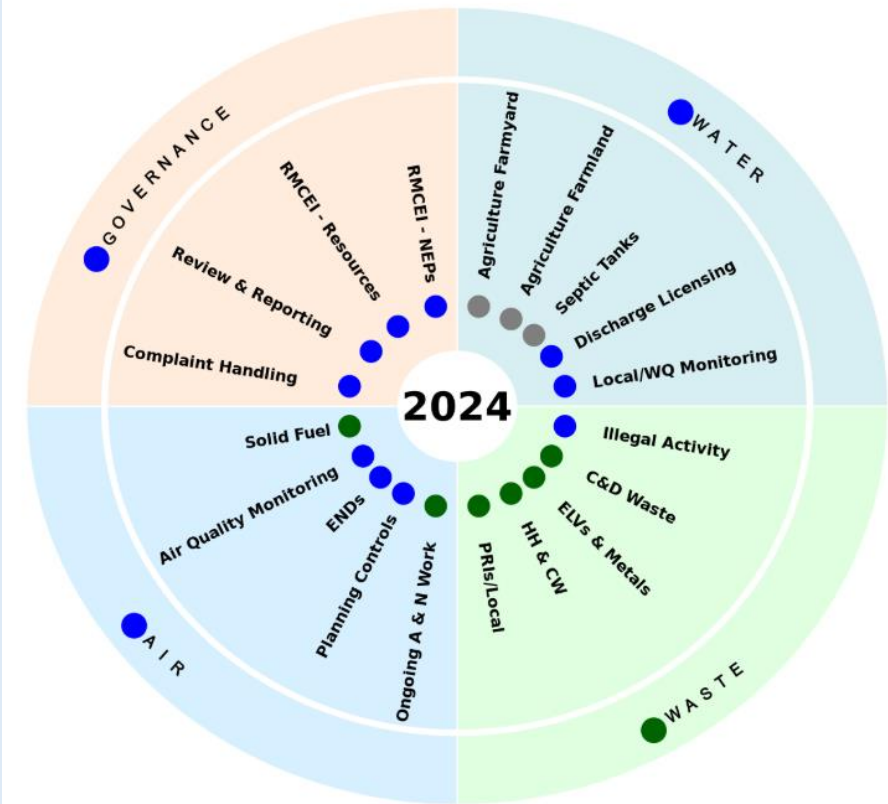 GOVERNANCE
RMCEI - NEPs
RMCEI - Resources
Review & Reporting
Complaint Handling
WATER
Agriculture Farmyard
Agriculture Farmland
Septic Tanks
Discharge Licensing
Local/WQ Monitoring
2024
Solid Fuel
Air Quality Monitoring
ENDs
Planning Controls
Ongoing A & N Work
AIR
Illegal Activity
C&D Waste
ELVs & Metals
HH & CW
PRIs/Local
WASTE